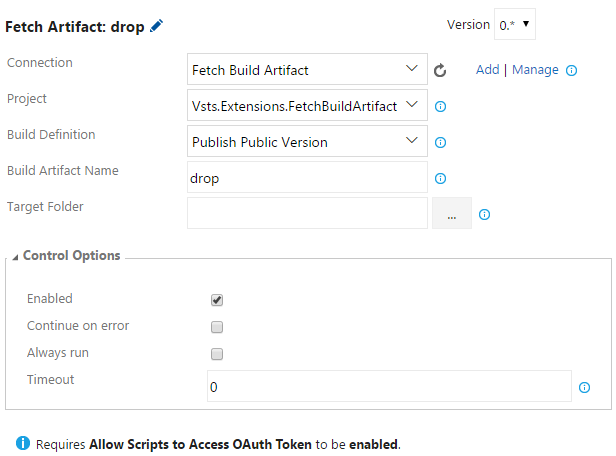 Fetch Artifact: drop Version 0.*
Connection Fetch Build Artifact Add | Manage
Project Vsts.Extensions.FetchBuildArtifact
Build Definition Publish Public Version
Build Artifact Name drop
Target Folder ...
Control Options
Enabled
Continue on error
Always run
Timeout 0
Requires Allow Scripts to Access OAuth Token to be enabled.